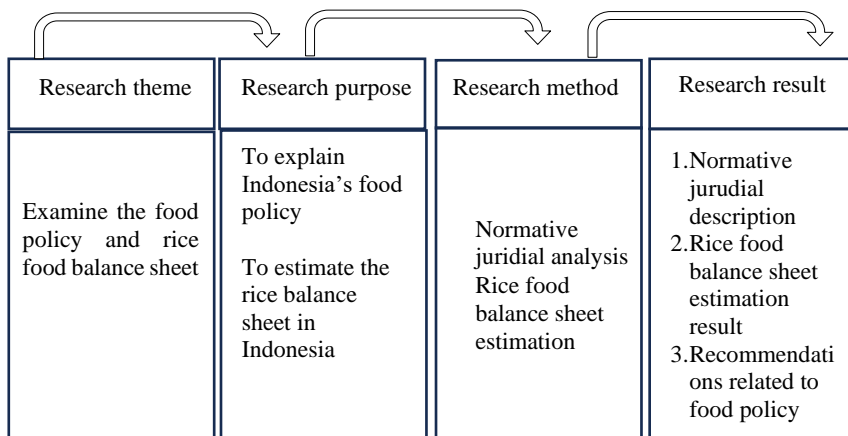 Research theme
Examine the food
policy and rice
food balance sheet
Research purpose
To explain
Indonesia’s food
policy
To estimate the
rice balance
sheet in
Indonesia
Research method
Normative
juridial analysis
Rice food
balance sheet
estimation
Research result
1.Normative
jurudial
description
2.Rice food
balance sheet
estimation
result
3.Recommendati
ons related to
food policy